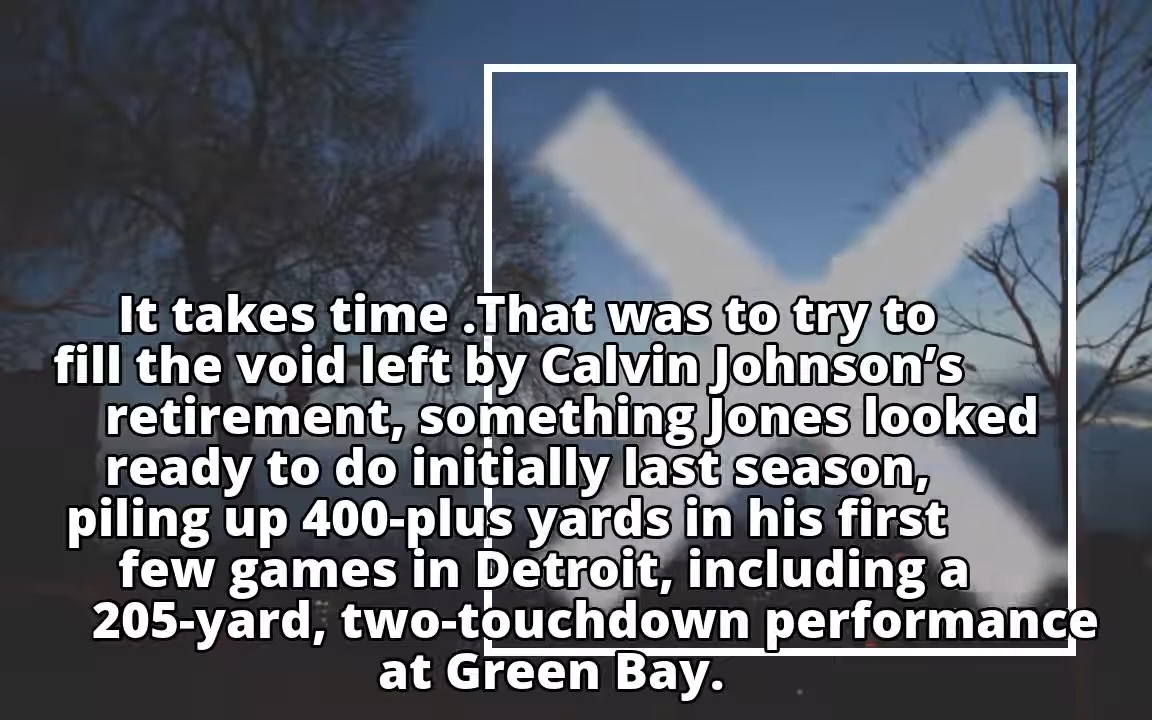 It takes time .That was to try to
fill the void left by Calvin Johnson’s
retirement, something Jones looked
ready to do initially last season,
piling up 400-plus yards in his first
few games in Detroit, including a
205-yard, two-touchdown performance
at Green Bay.